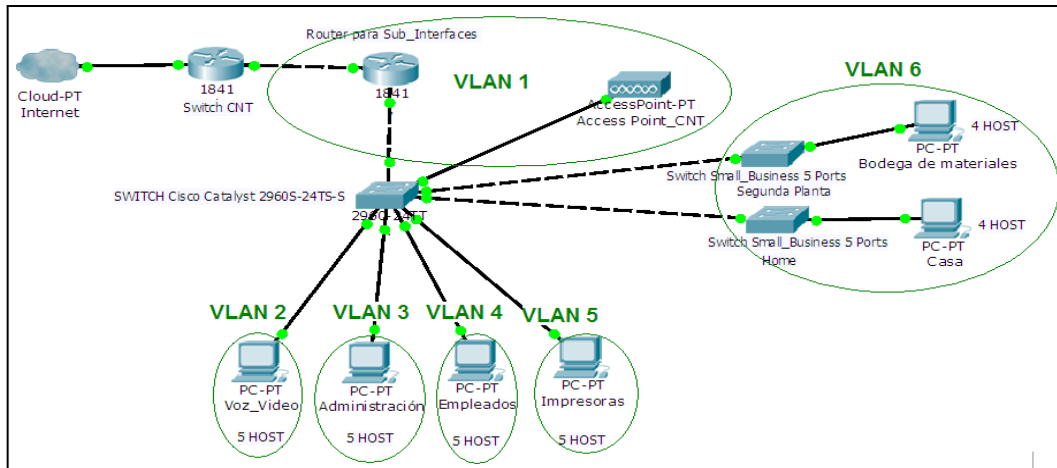 Router para Sub_Interfaces
VLAN 1
VLAN 6
Cloud-PT
Internet
1841
Switch CNT
1841
AccessPoint-PT
Access Point_CNT
PC-PT
Bodega de materiales
4 HOST
Switch Small_Business 5 Ports
Segunda Planta
SWITCH Cisco Catalyst 2960S-24TS-S
2960-24TT
Switch Small_Business 5 Ports
Home
PC-PT
Casa
4 HOST
VLAN 2
VLAN 3
VLAN 4
VLAN 5
PC-PT
Voz_Video
5 HOST
PC-PT
Administración
5 HOST
PC-PT
Empleados
5 HOST
PC-PT
Impresoras
5 HOST